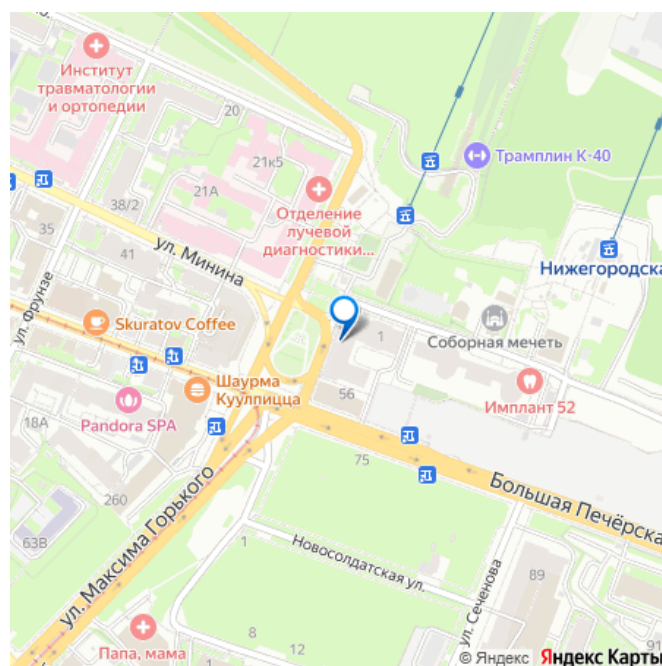 Институт
травматологии
и ортопедии
20
21к5
21А
Трамплин К-40
Отделение
лучевой
диагностики...
38/2
35
41
ул. Минина
ул. Фрунзе
Нижегородска
Skuratov Coffee
Соборная мечеть
1
Шаурма
Куулпицца
Имплант 52
56
18А
Pandora SPA
75
Большая Печёрска
260
63В
ул. Максима Горького
1
Новосолдатская ул.
ул. Сеченова
89
8
12
91
Папа, мама
© Яндекс Яндекс Карты